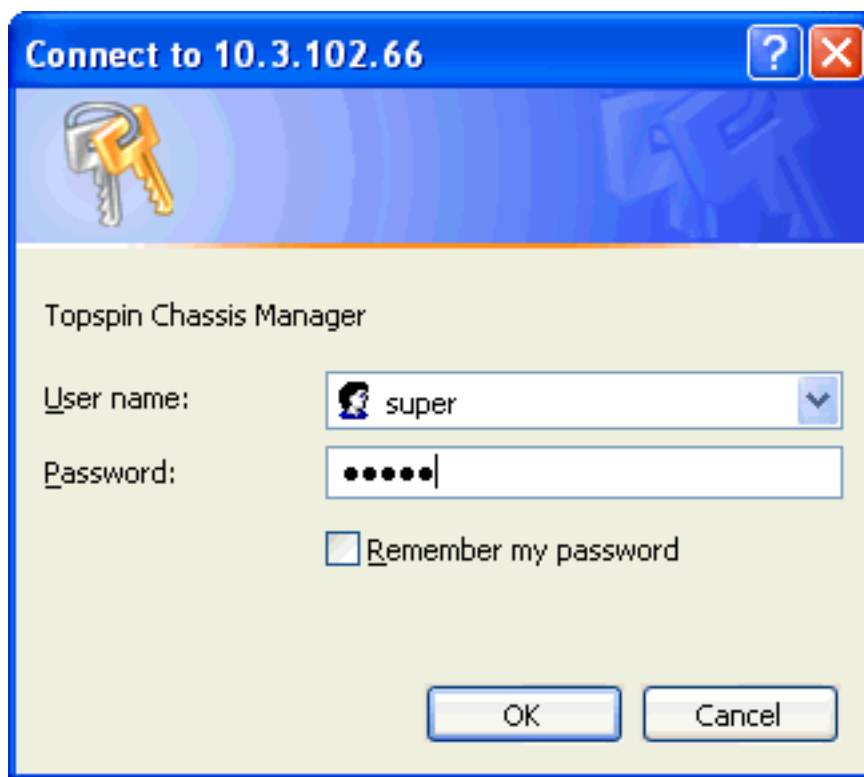 Connect to 10.3.102.66
?
Topspin Chassis Manager
User name:
super
Password:
•••••
Remember my password
OK
Cancel